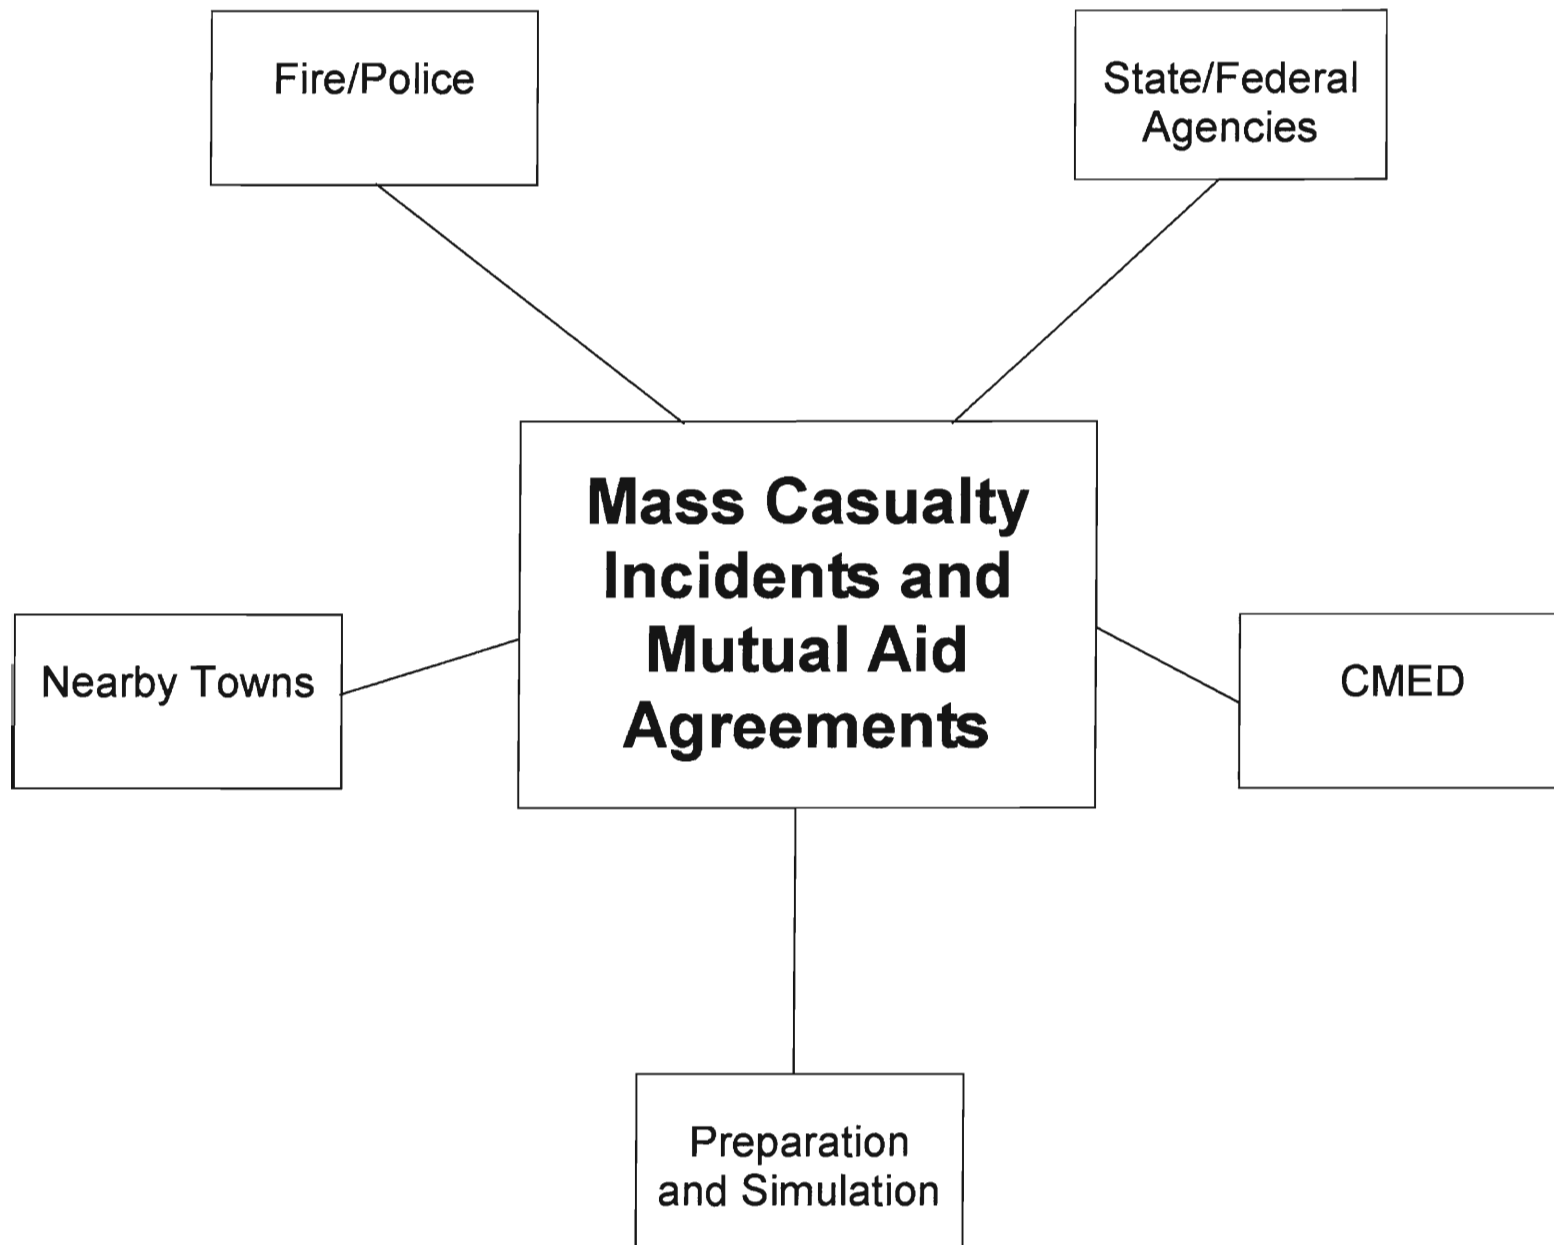 Fire/Police
State/Federal
Agencies
Mass Casualty
Incidents and
Mutual Aid
Agreements
Nearby Towns
CMED
Preparation
and Simulation